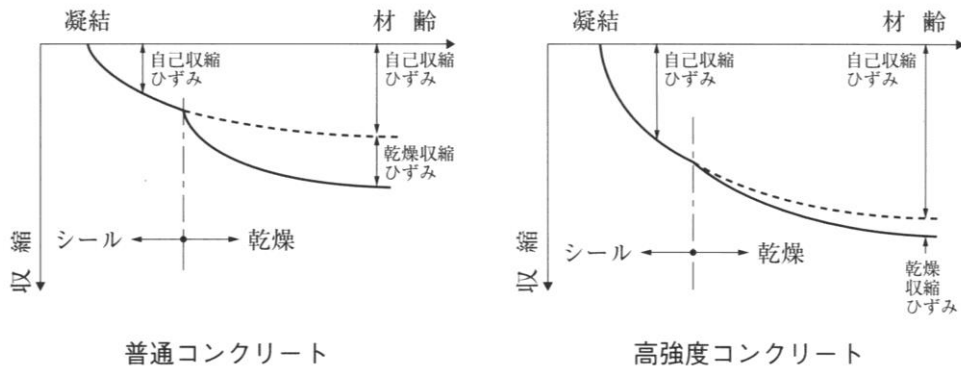 凝結
材齢
自己収縮
ひずみ
自己収縮
ひずみ
乾燥収縮
ひずみ
シール
乾燥
収縮
普通コンクリート
凝結
材齢
自己収縮
ひずみ
自己収縮
ひずみ
シール
乾燥
乾燥
収縮
ひずみ
収縮
高強度コンクリート